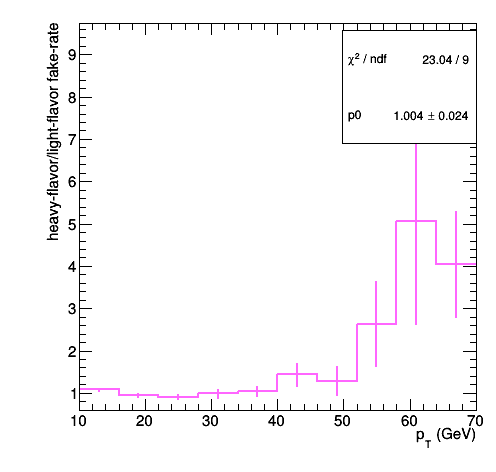 heavy-flavor/light-flavor fake-rate
χ² / ndf 23.04 / 9
p0 1.004 ± 0.024
9
8
7
6
5
4
3
2
1
10 20 30 40 50 60 70
p_T (GeV)